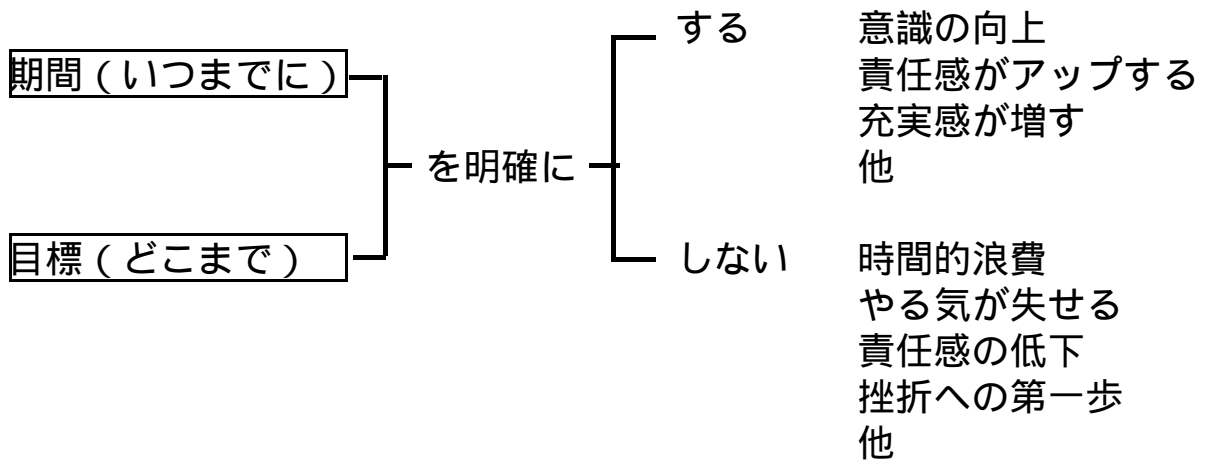 期間(いつまでに)
目標(どこまで)
を明確に
する
意識の向上
責任感がアップする
充実感が増す
他
しない
時間的浪費
やる気が失せる
責任感の低下
挫折への第一歩
他